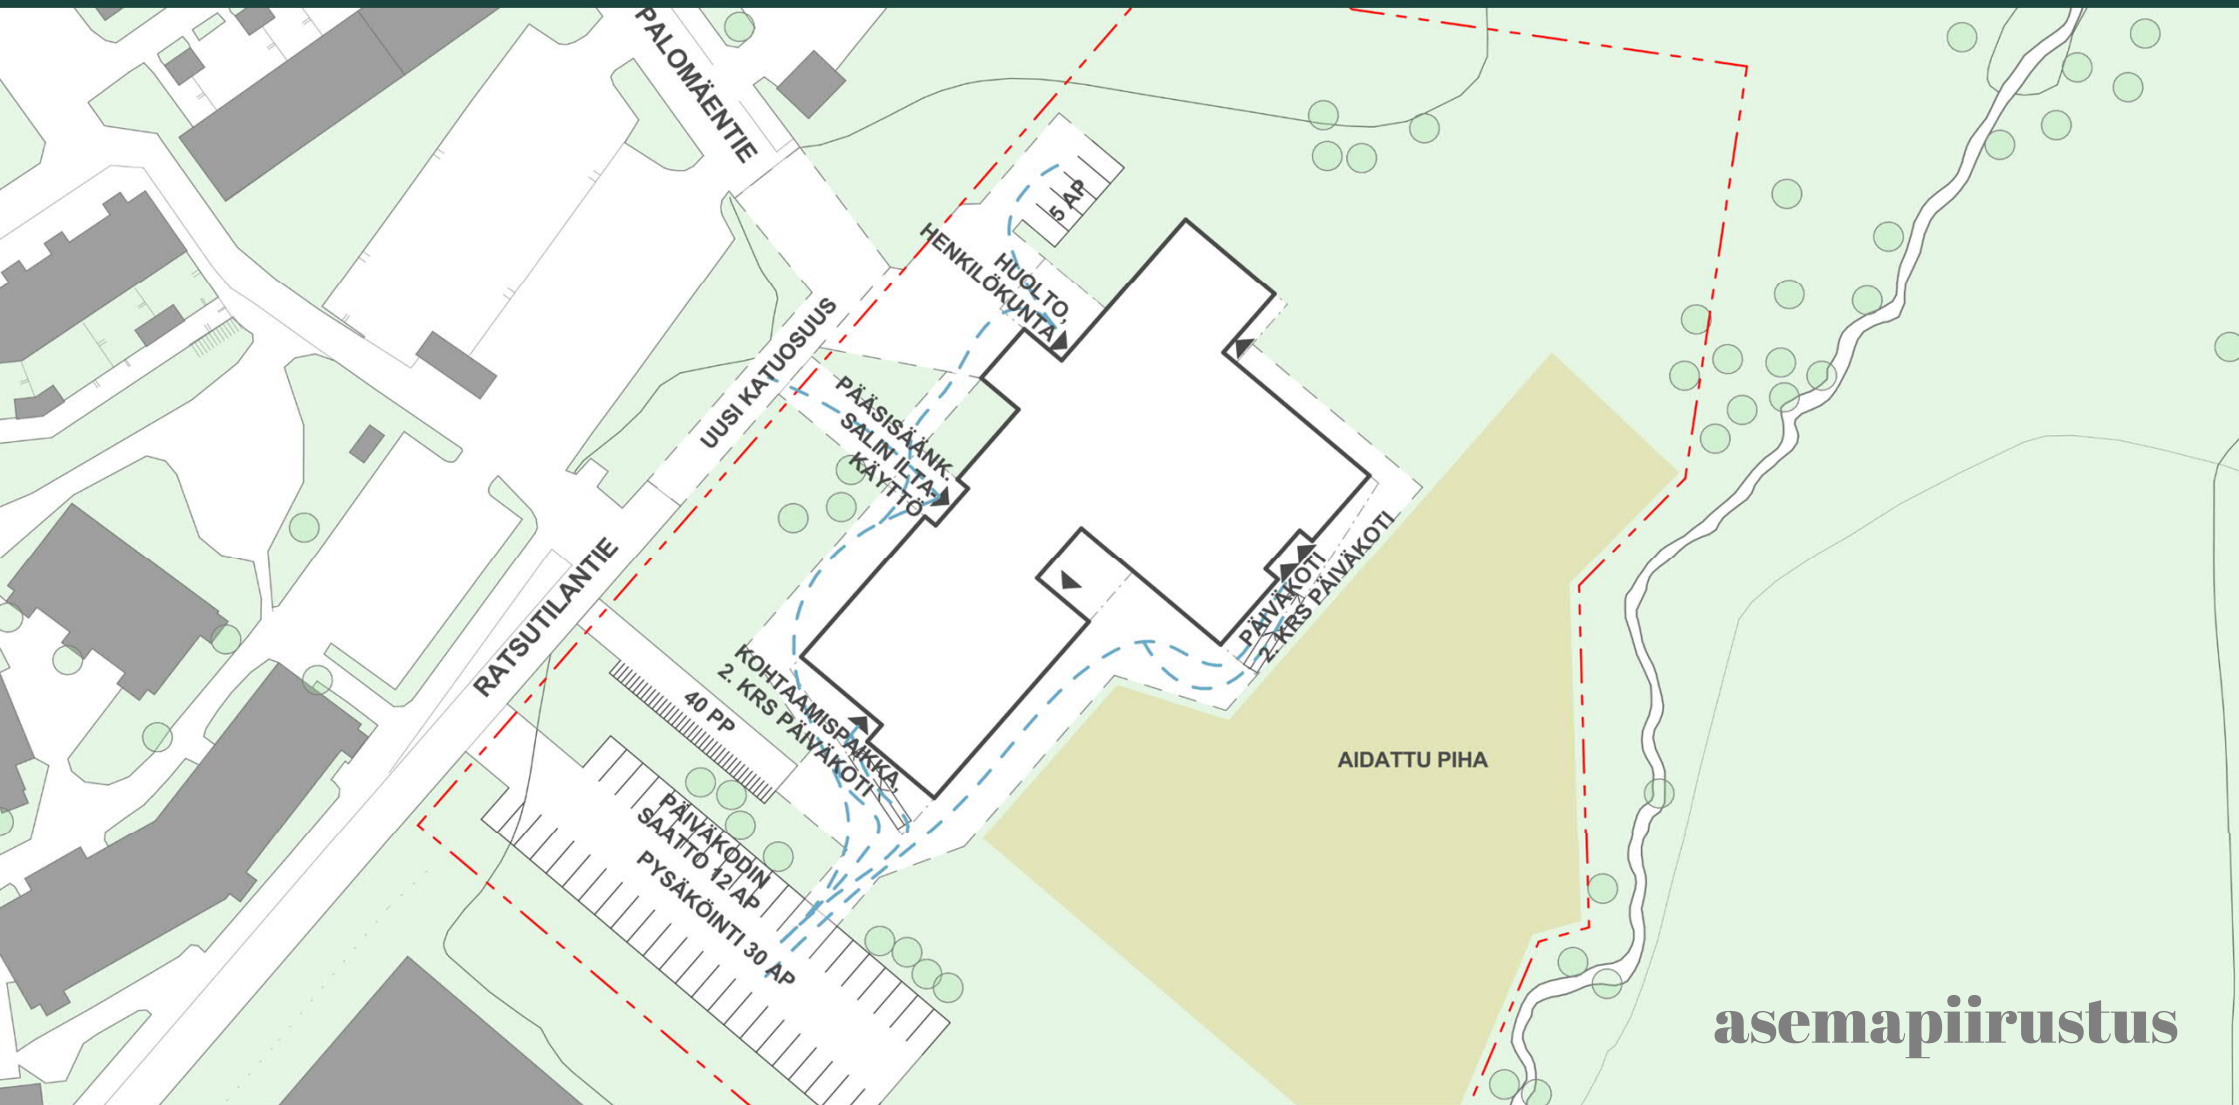 PALOMÄENTIE
5 AP
HUOLTO,
HENKILÖKUNTA
UUSI KATUOSUUS
PÄÄSISÄÄNK.
SALIN ILTA-
KÄYTTÖ
RATSUTILANTIE
PÄIVÄKOTI
2. KRS PÄIVÄKOTI
KOHTAAMISPAIKKA,
2. KRS PÄIVÄKOTI
40 PP
AIDATTU PIHA
PÄIVÄKODIN
SAATTO 12 AP
PYSÄKÖINTI 30 AP
asemapiirustus